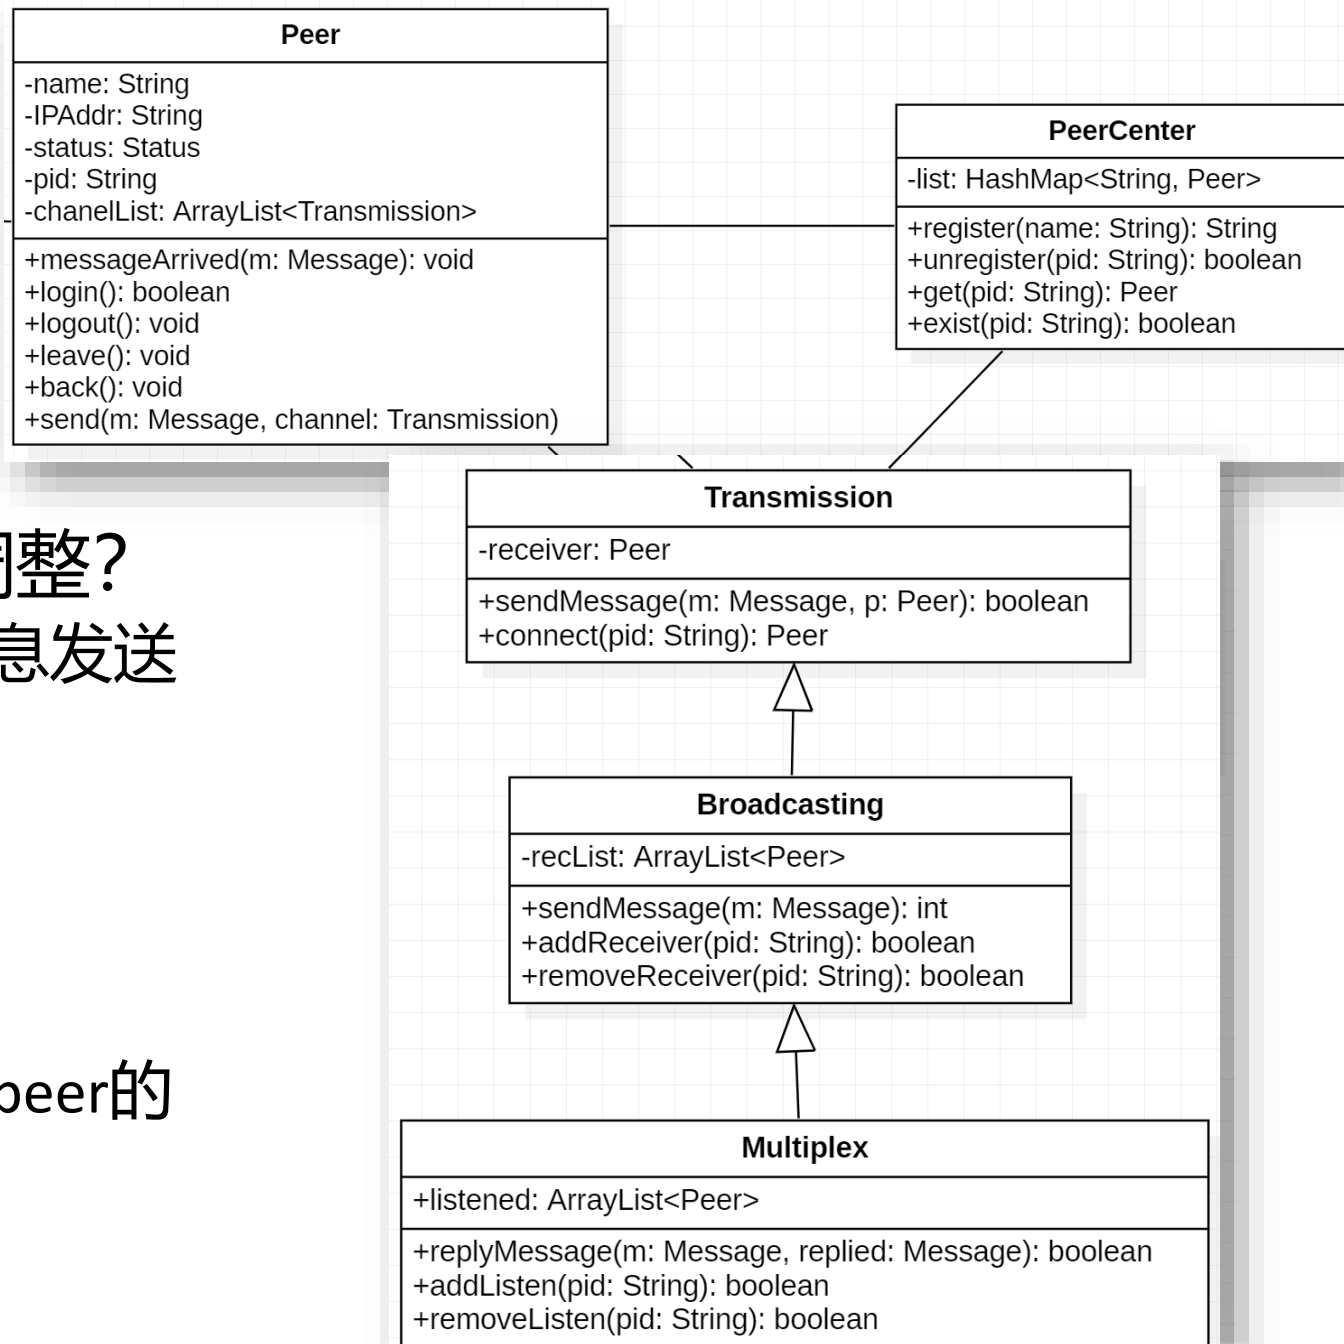 Peer
-name: String
-IPAddr: String
-status: Status
-pid: String
-chanelList: ArrayList<Transmission>
+messageArrived(m: Message): void
+login(): boolean
+logout(): void
+leave(): void
+back(): void
+send(m: Message, channel: Transmission)
PeerCenter
-list: HashMap<String, Peer>
+register(name: String): String
+unregister(pid: String): boolean
+get(pid: String): Peer
+exist(pid: String): boolean
调整?
息发送
peer的
Transmission
-receiver: Peer
+sendMessage(m: Message, p: Peer): boolean
+connect(pid: String): Peer
Broadcasting
-recList: ArrayList<Peer>
+sendMessage(m: Message): int
+addReceiver(pid: String): boolean
+removeReceiver(pid: String): boolean
Multiplex
+listened: ArrayList<Peer>
+replyMessage(m: Message, replied: Message): boolean
+addListen(pid: String): boolean
+removeListen(pid: String): boolean